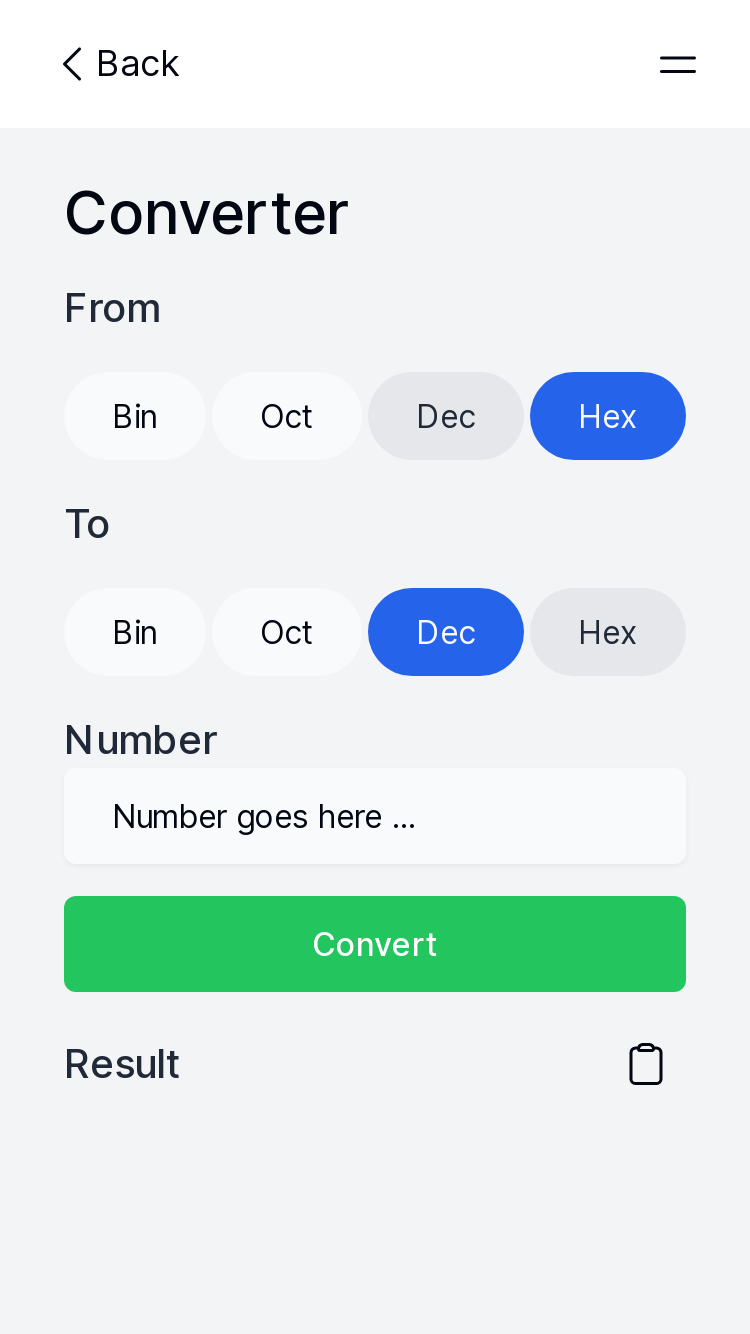 Back
Converter
From
Bin Oct Dec Hex
To
Bin Oct Dec Hex
Number
Number goes here ...
Convert
Result